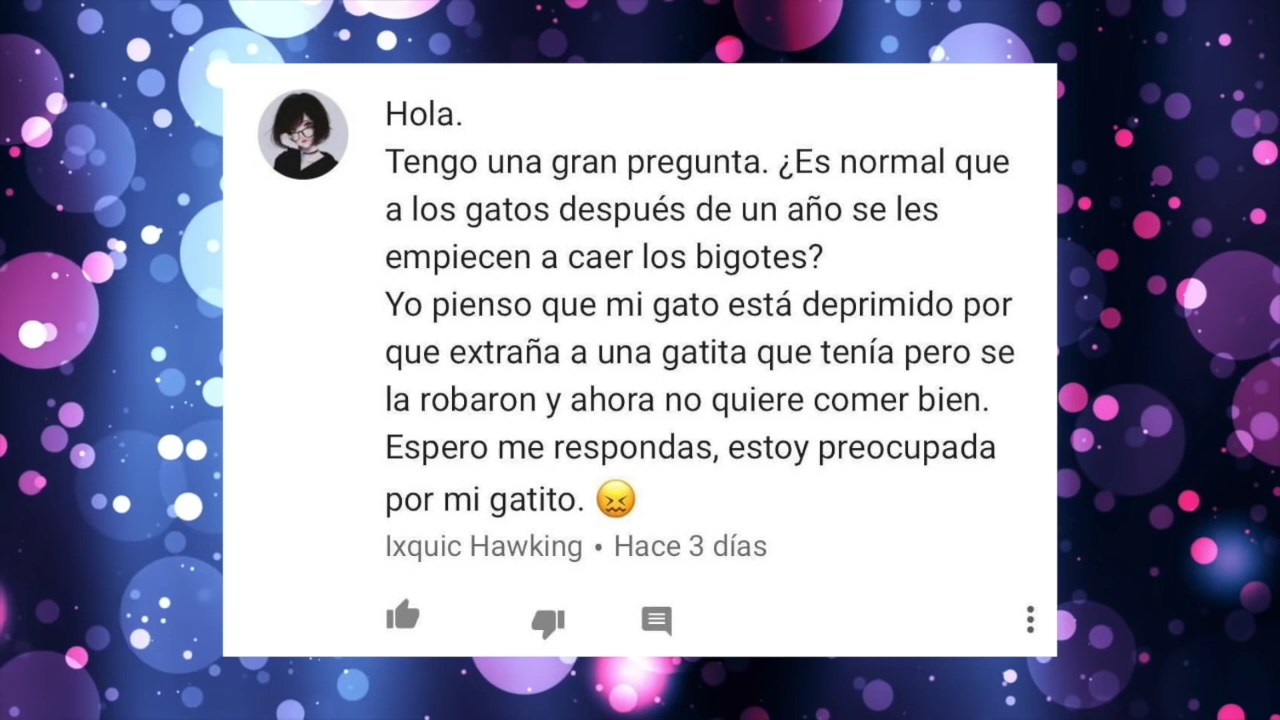 Hola.
Tengo una gran pregunta. ¿Es normal que
a los gatos después de un año se les
empiecen a caer los bigotes?
Yo pienso que mi gato está deprimido por
que extraña a una gatita que tenía pero se
la robaron y ahora no quiere comer bien.
Espero me respondas, estoy preocupada
por mi gatito. 😖
Ixquic Hawking • Hace 3 días